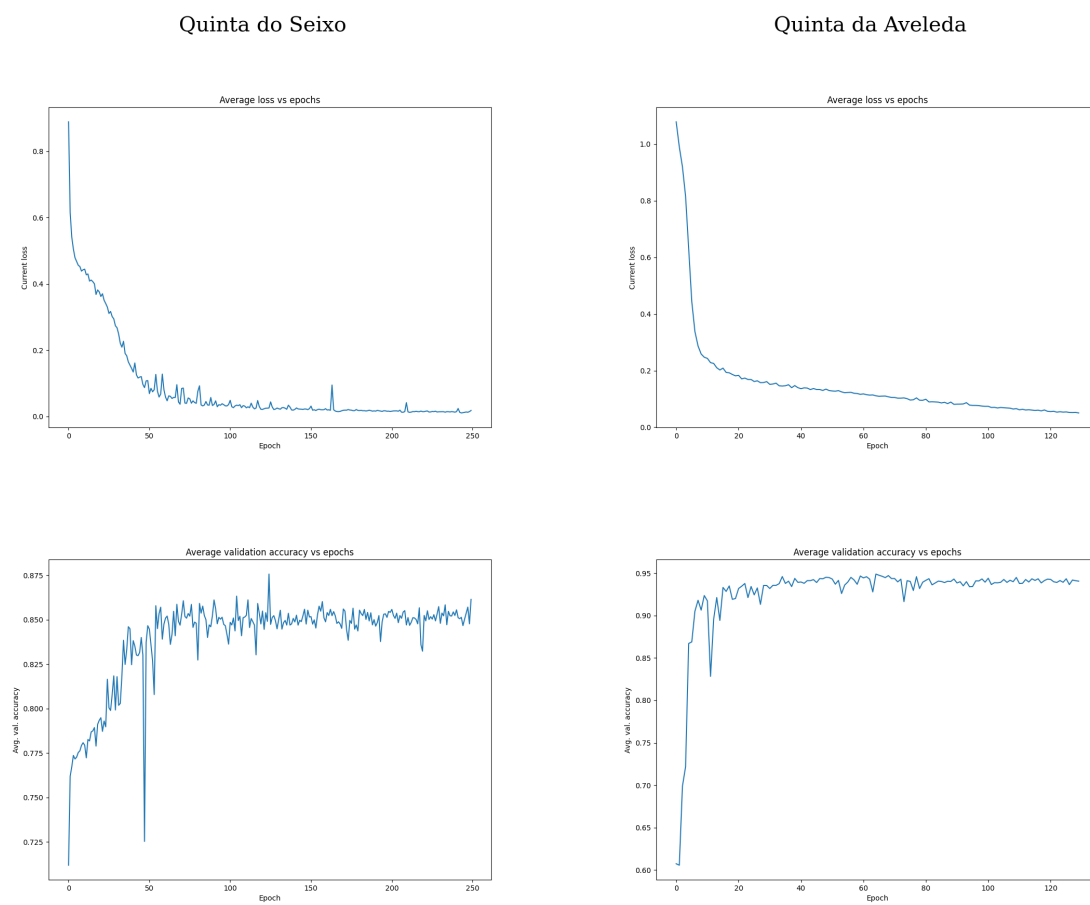 Quinta do Seixo
Quinta da Aveleda
Average loss vs epochs
Current loss
0.8
0.6
0.4
0.2
0.0
0 50 100 150 200 250
Epoch
Average loss vs epochs
Current loss
1.0
0.8
0.6
0.4
0.2
0.0
0 20 40 60 80 100 120
Epoch
Average validation accuracy vs epochs
Avg. val. accuracy
0.875
0.850
0.825
0.800
0.775
0.750
0.725
0 50 100 150 200 250
Epoch
Average validation accuracy vs epochs
Avg. val. accuracy
0.95
0.90
0.85
0.80
0.75
0.70
0.65
0.60
0 20 40 60 80 100 120
Epoch